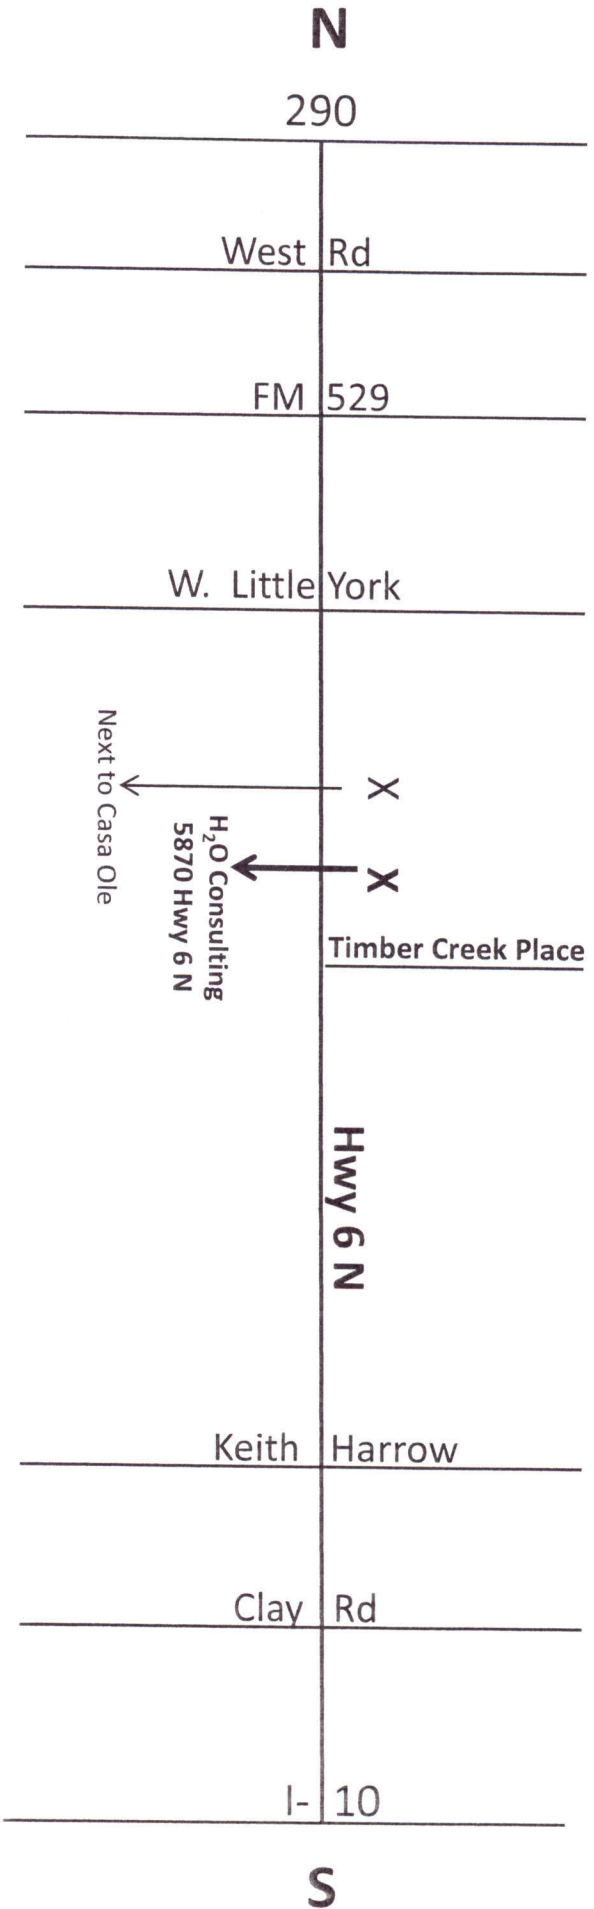 N
290
West Rd
FM 529
W. Little York
X
Next to Casa Ole
X
H₂O Consulting
5870 Hwy 6 N
Timber Creek Place
Hwy 6 N
Keith Harrow
Clay Rd
I- 10
S